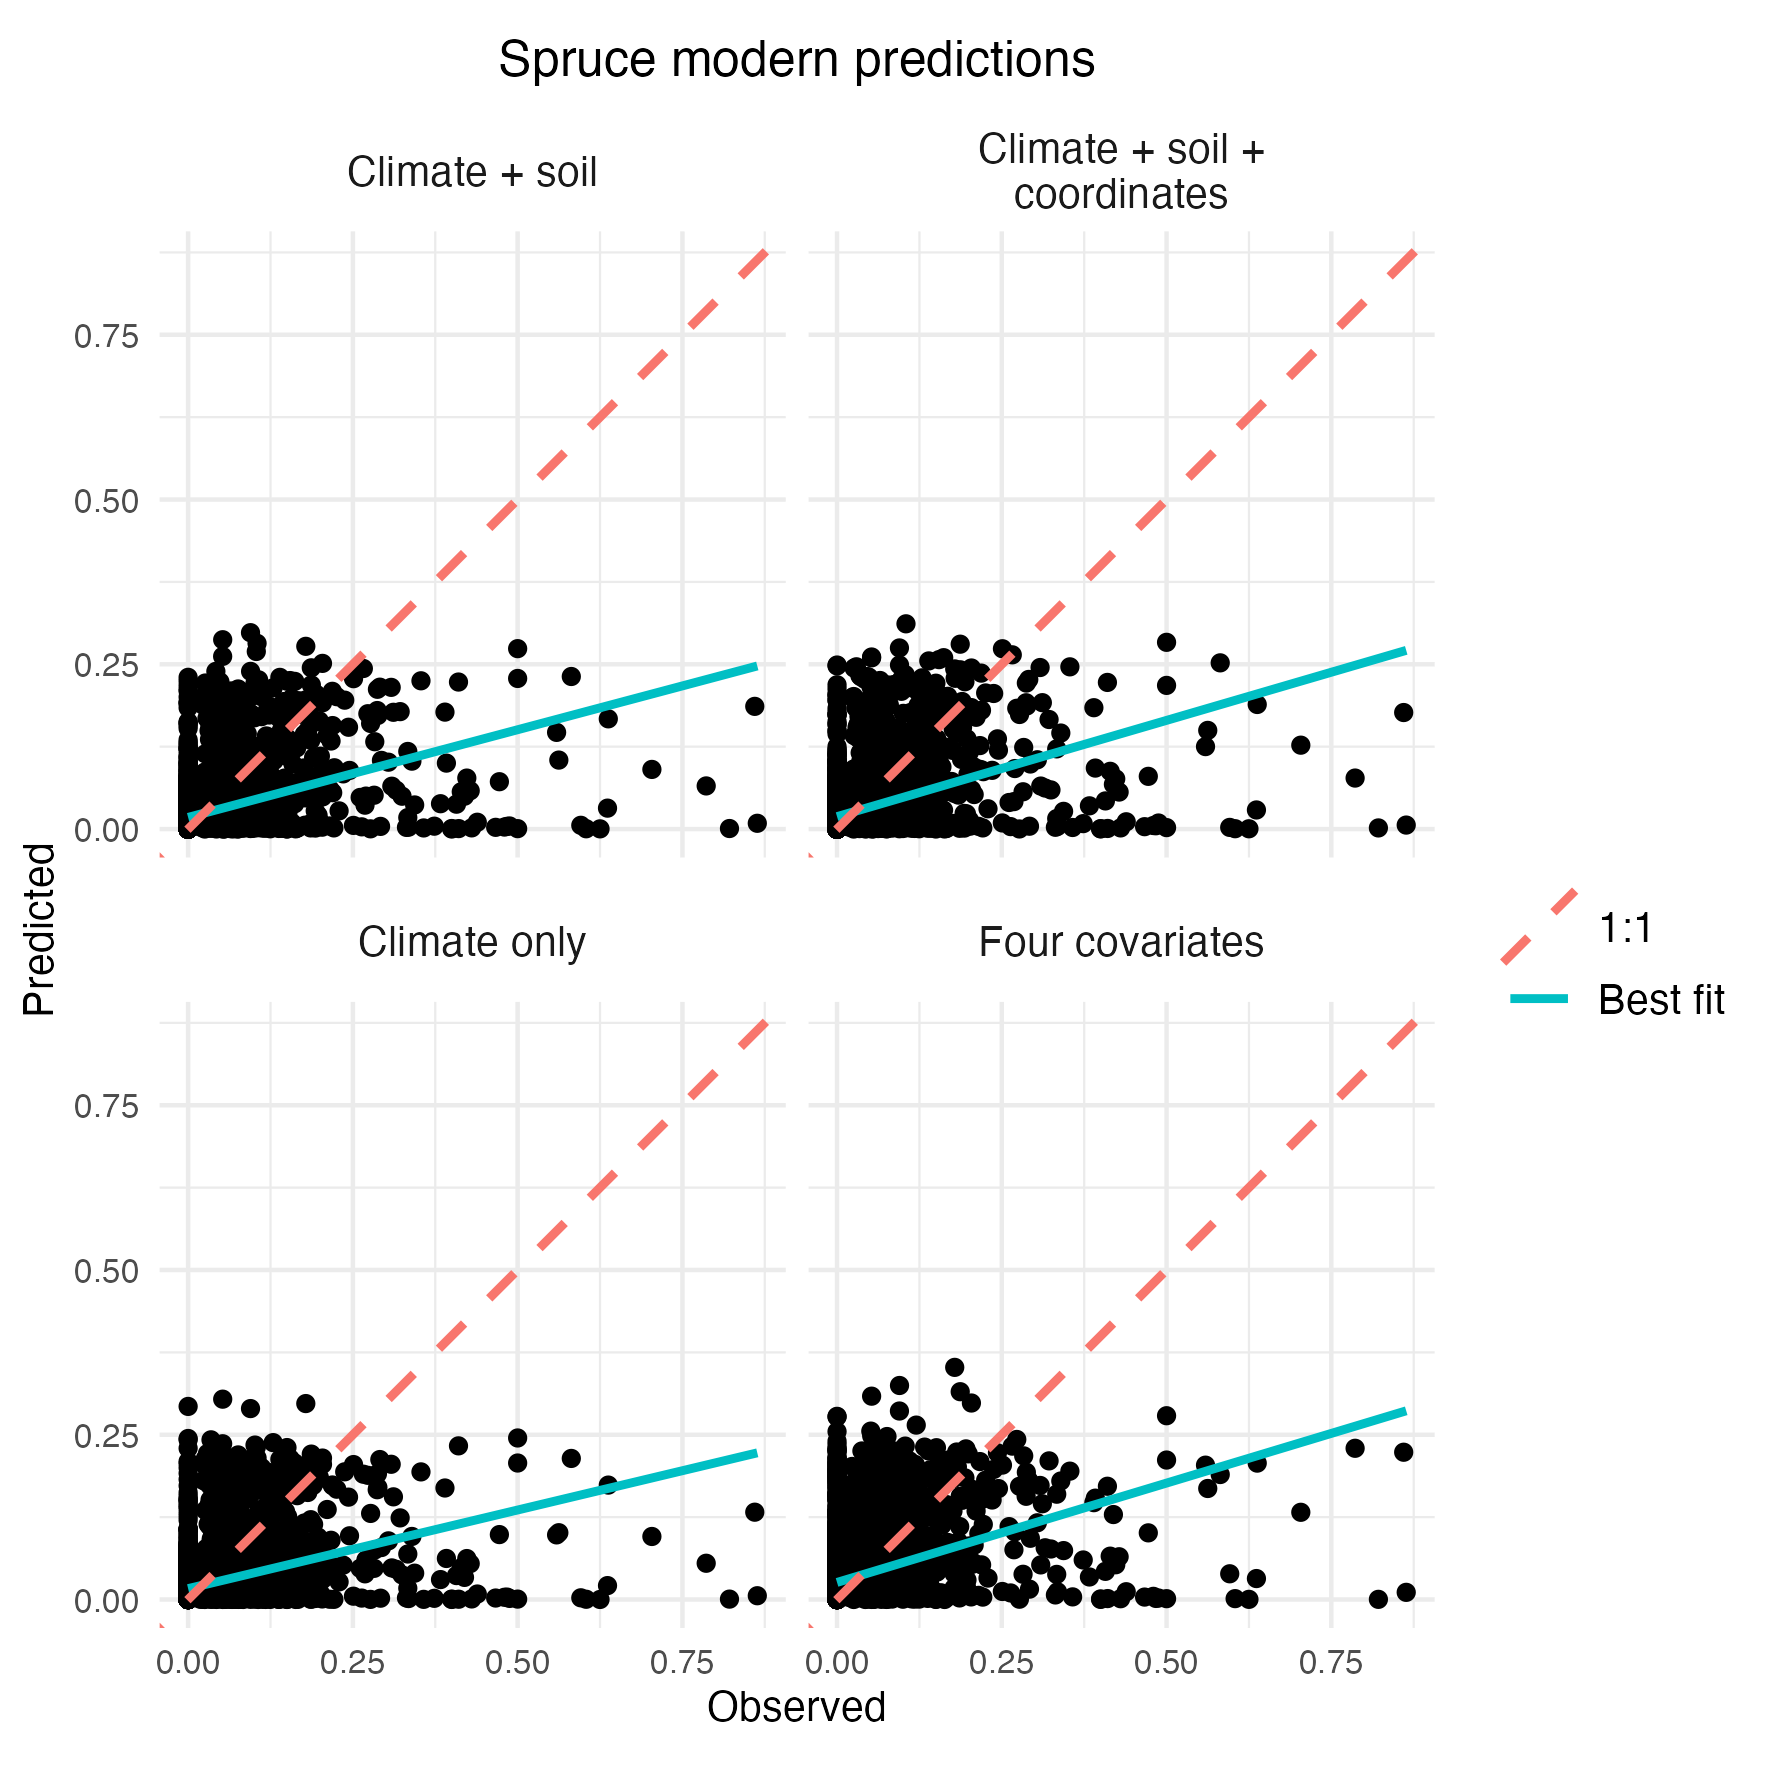 Spruce modern predictions
Climate + soil
Climate + soil +
coordinates
0.75
0.50
0.25
0.00
Climate only
Four covariates
0.75
0.50
0.25
0.00
0.00 0.25 0.50 0.75
0.00 0.25 0.50 0.75
Observed
Predicted
1:1
Best fit